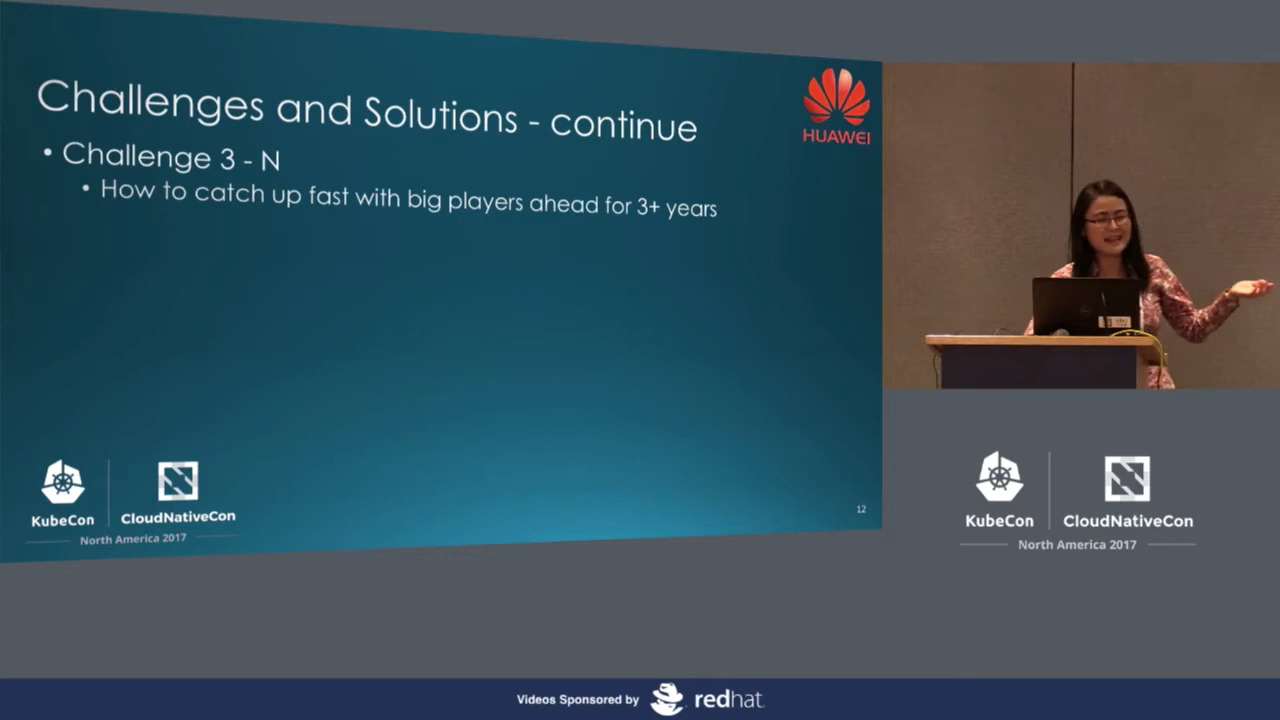 Challenges and Solutions - continue
HUAWEI
• Challenge 3 - N
• How to catch up fast with big players ahead for 3+ years
KubeCon
CloudNativeCon
North America 2017
12
KubeCon
CloudNativeCon
North America 2017
Videos Sponsored by
redhat